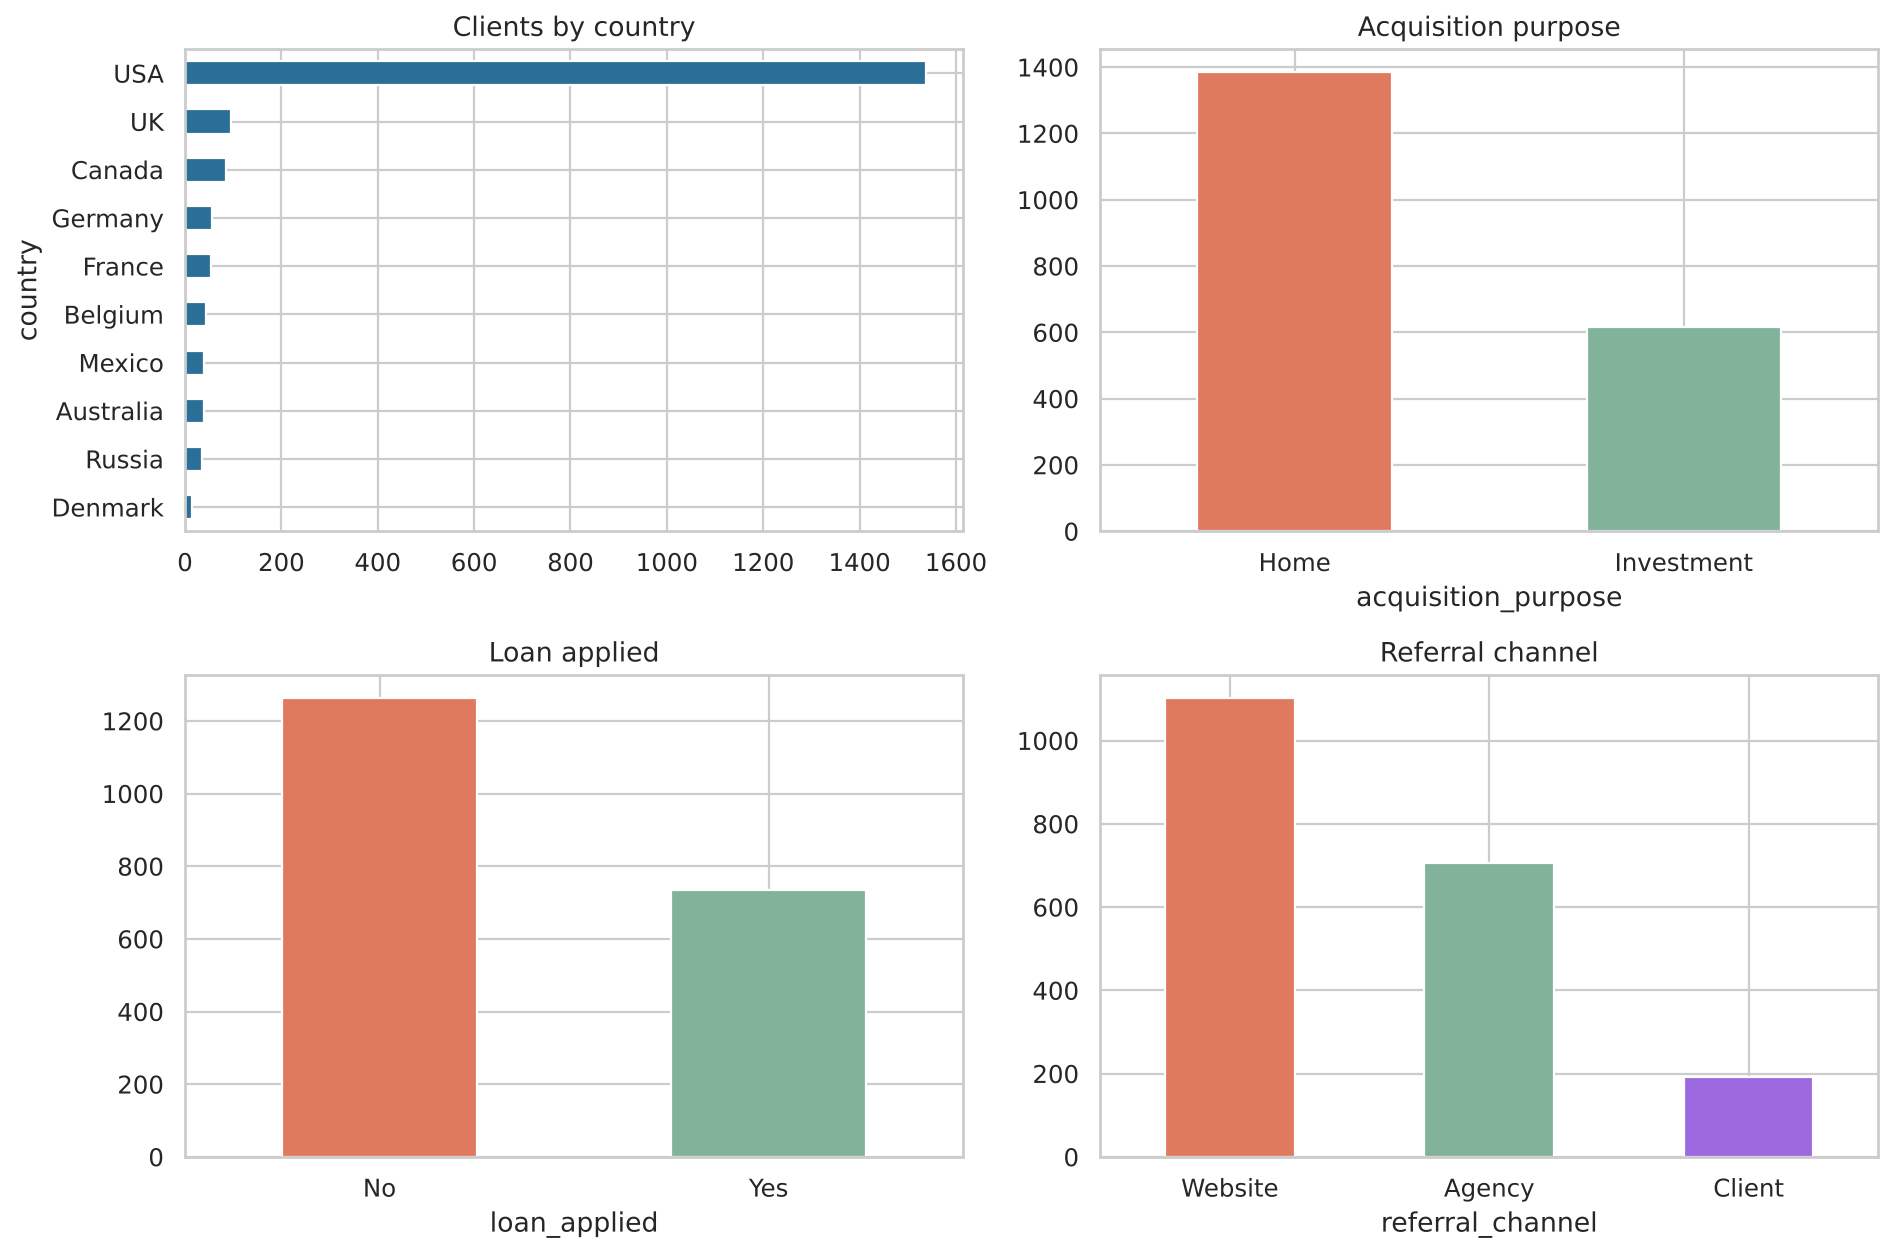 Clients by country
USA
UK
Canada
Germany
France
Belgium
Mexico
Australia
Russia
Denmark
country
0 200 400 600 800 1000 1200 1400 1600
Acquisition purpose
1400
1200
1000
800
600
400
200
0
Home Investment
acquisition_purpose
Loan applied
1200
1000
800
600
400
200
0
No Yes
loan_applied
Referral channel
1000
800
600
400
200
0
Website Agency Client
referral_channel